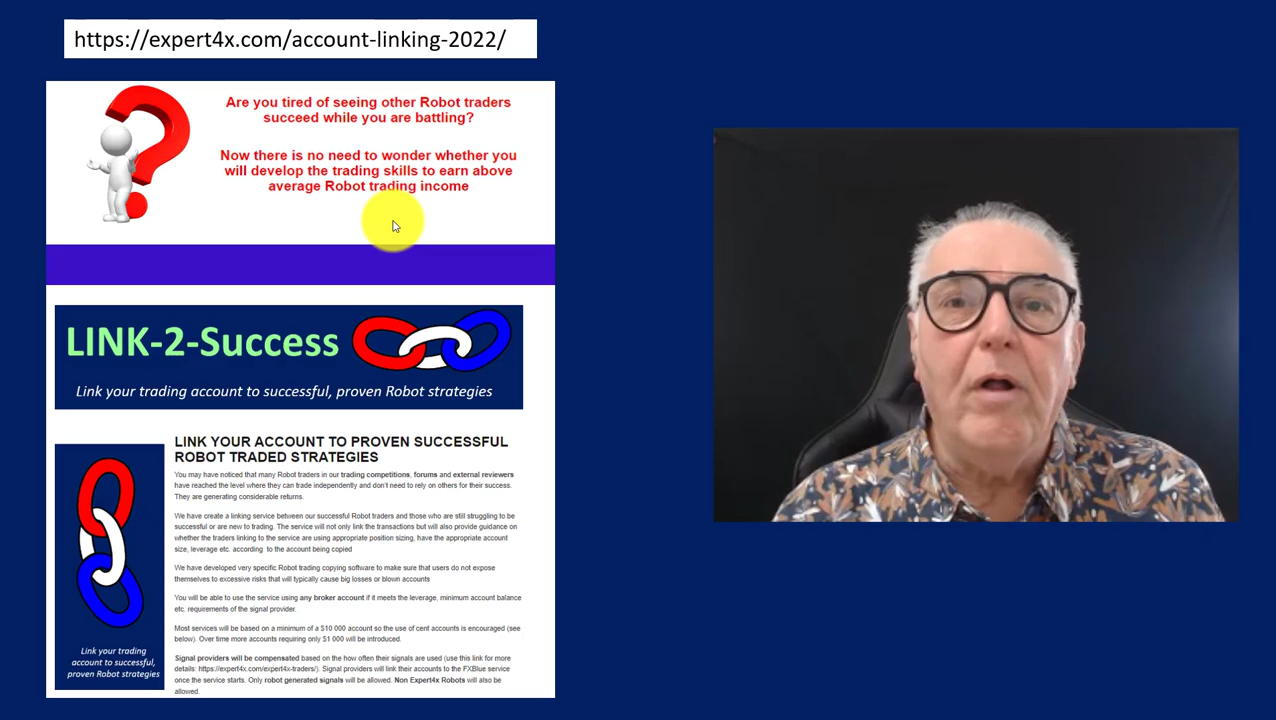 https://expert4x.com/account-linking-2022/
Are you tired of seeing other Robot traders
succeed while you are battling?
Now there is no need to wonder whether you
will develop the trading skills to earn above
average Robot trading income
LINK-2-Success
Link your trading account to successful, proven Robot strategies
LINK YOUR ACCOUNT TO PROVEN SUCCESSFUL
ROBOT TRADED STRATEGIES
You may have noticed that many Robot traders in our trading competitions, forums and external reviewers
have reached the level where they can trade independently and don't need to rely on others for their success.
They are generating considerable returns.
We have create a linking service between our successful Robot traders and those who are still struggling to be
successful or are new to trading. The service will not only link the transactions but will also provide guidance on
whether the traders linking to the service are using appropriate position sizing, have the appropriate account
size, leverage etc. according to the account being copied
We have developed very specific Robot trading copying software to make sure that users do not expose
themselves to excessive risks that will typically cause big losses or blown accounts
You will be able to use the service using any broker account if it meets the leverage, minimum account balance
etc. requirements of the signal provider.
Most services will be based on a minimum of a $10 000 account so the use of cent accounts is encouraged (see
below). Over time more accounts requiring only $1 000 will be introduced.
Signal providers will be compensated based on the how often their signals are used (use this link for more
details: https://expert4x.com/expert4x-traders/). Signal providers will link their accounts to the FXBlue service
once the service starts. Only robot generated signals will be allowed. Non Expert4x Robots will also be
allowed.
Link your trading
account to successful,
proven Robot strategies